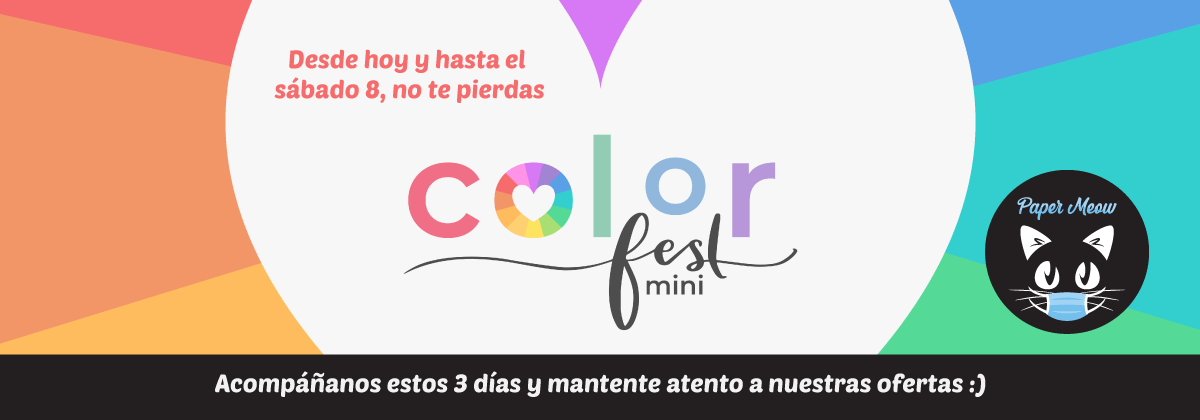 Desde hoy y hasta el
sábado 8, no te pierdas
color
fest
mini
Paper Meow
Acompáñanos estos 3 días y mantente atento a nuestras ofertas :)